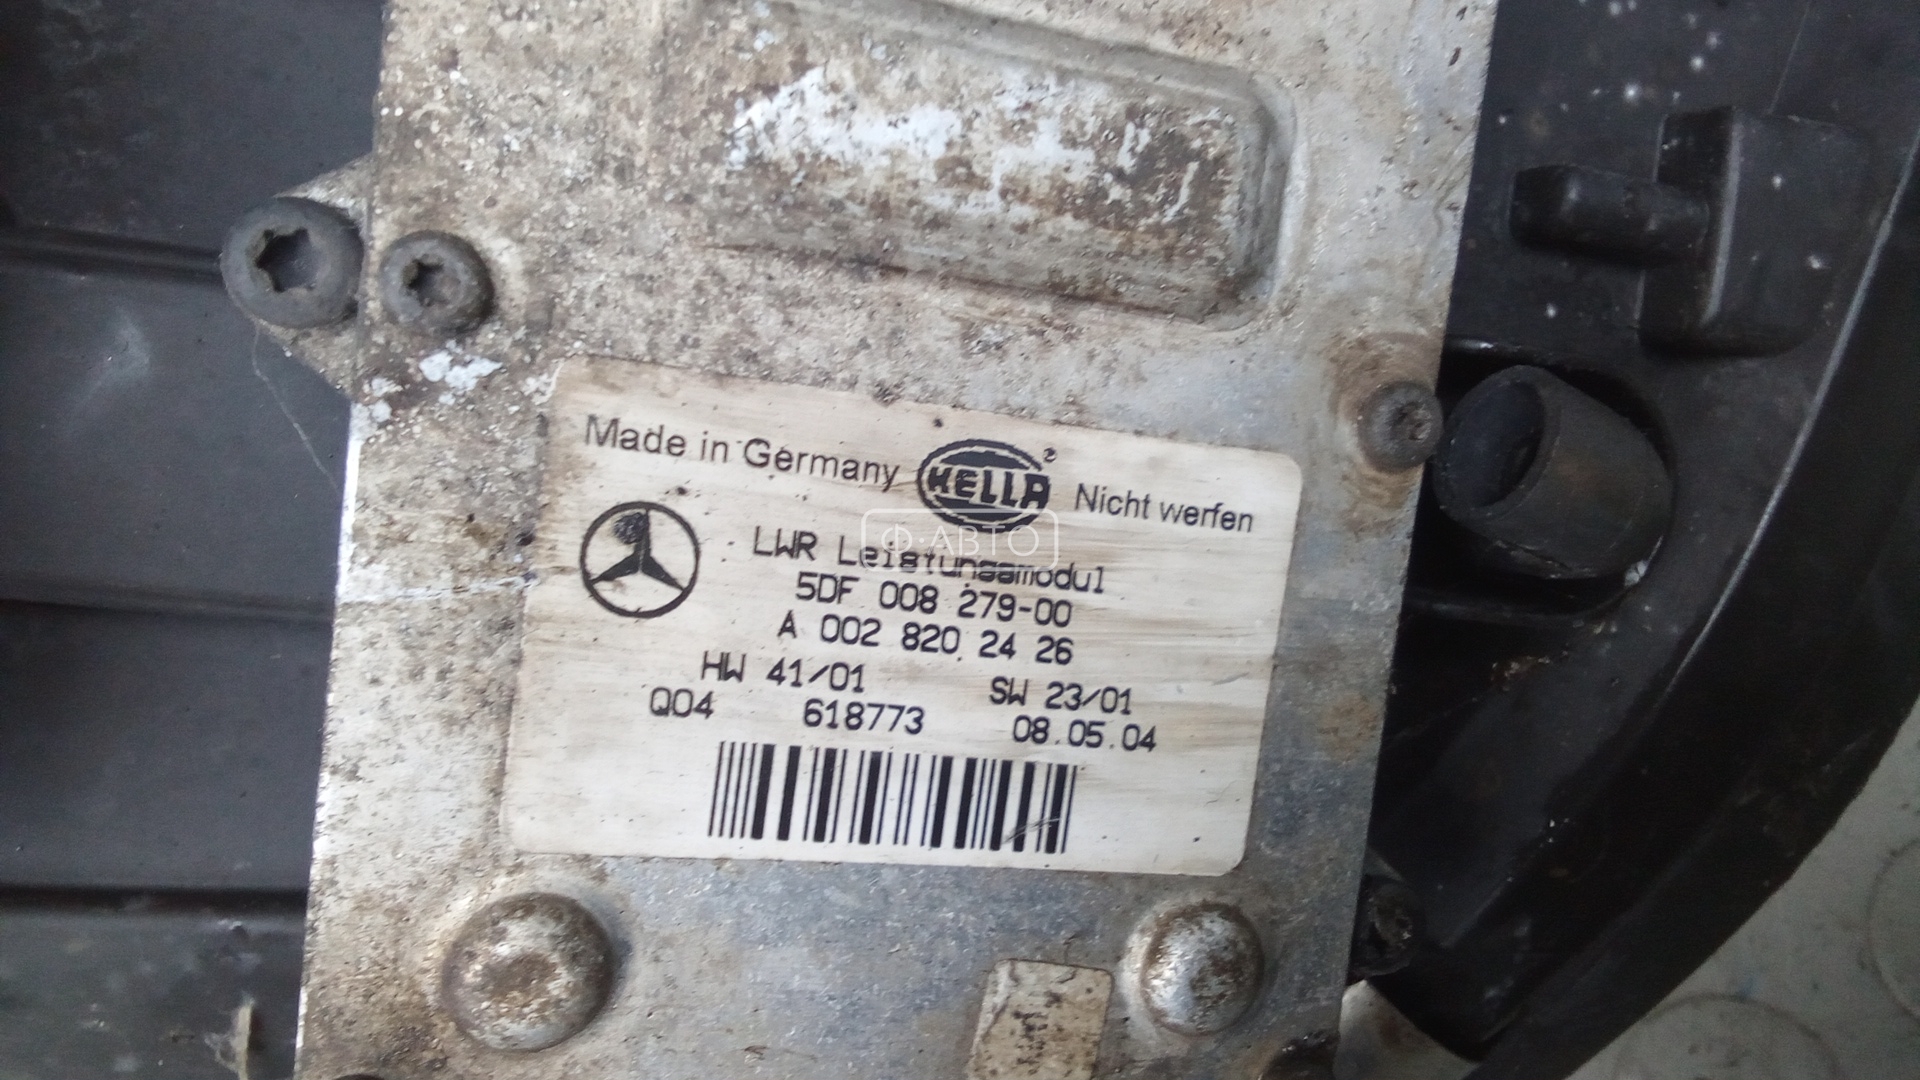 Made in Germany HELLA ® Nicht werfen
Ф·АВТО
LWR Leistungsmodul
5DF 008 279-00
A 002 820 24 26
HW 41/01 SW 23/01
Q04 618773 08.05.04